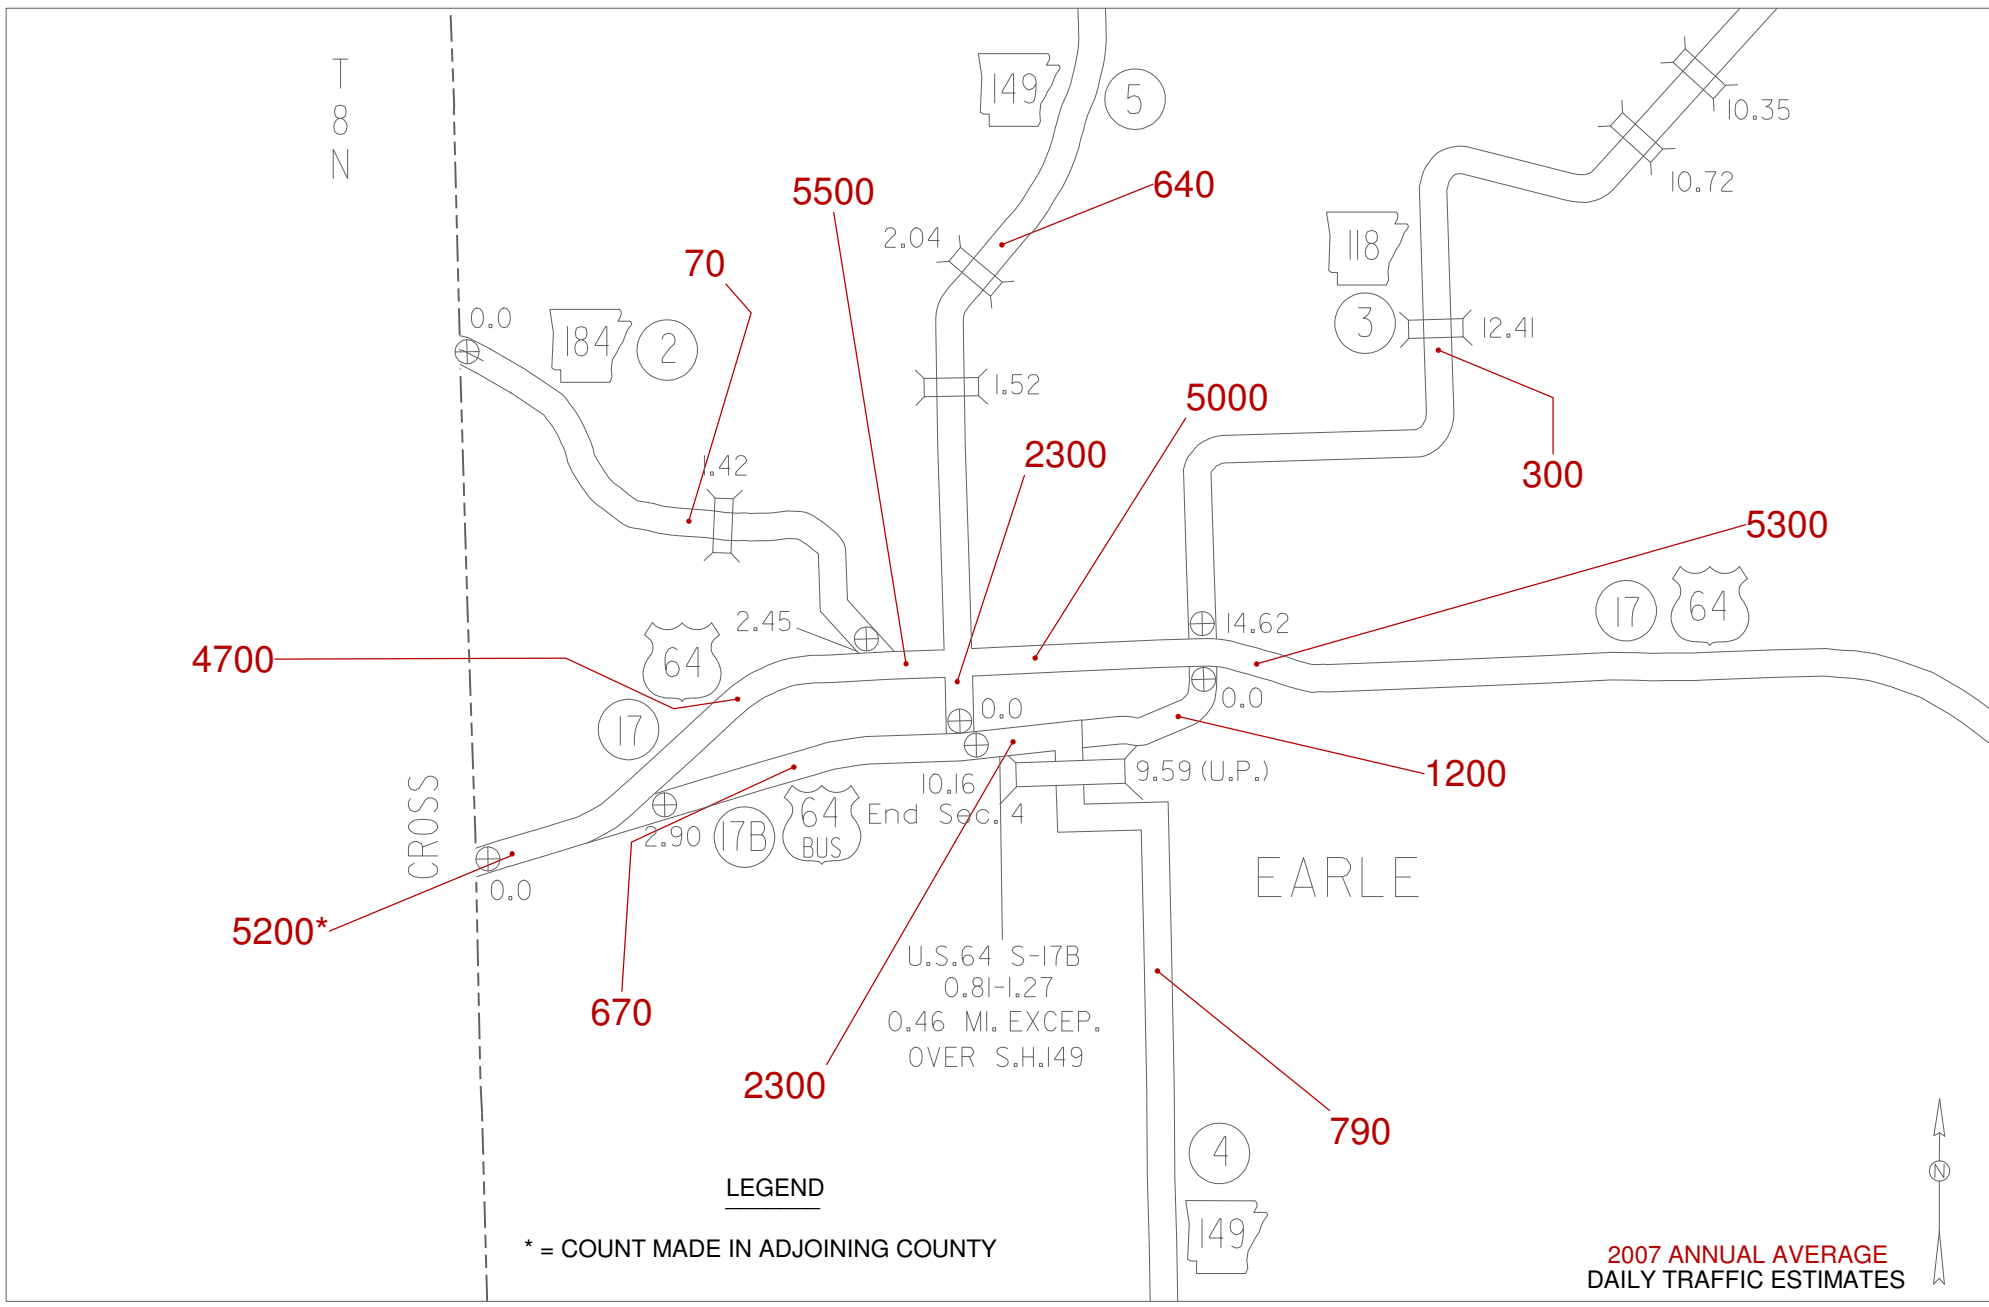 T
8
N
149
5
10.35
10.72
5500
640
2.04
118
3
12.41
70
0.0
184
2
1.52
5000
2300
1.42
300
5300
17
64
2.45
14.62
4700
64
17
0.0
0.0
CROSS
10.16
End Sec. 4
9.59 (U.P.)
1200
2.90
17B
64
BUS
0.0
5200*
EARLE
U.S.64 S-17B
0.81-1.27
0.46 MI. EXCEP.
OVER S.H.149
670
2300
790
4
149
LEGEND
* = COUNT MADE IN ADJOINING COUNTY
N
2007 ANNUAL AVERAGE
DAILY TRAFFIC ESTIMATES